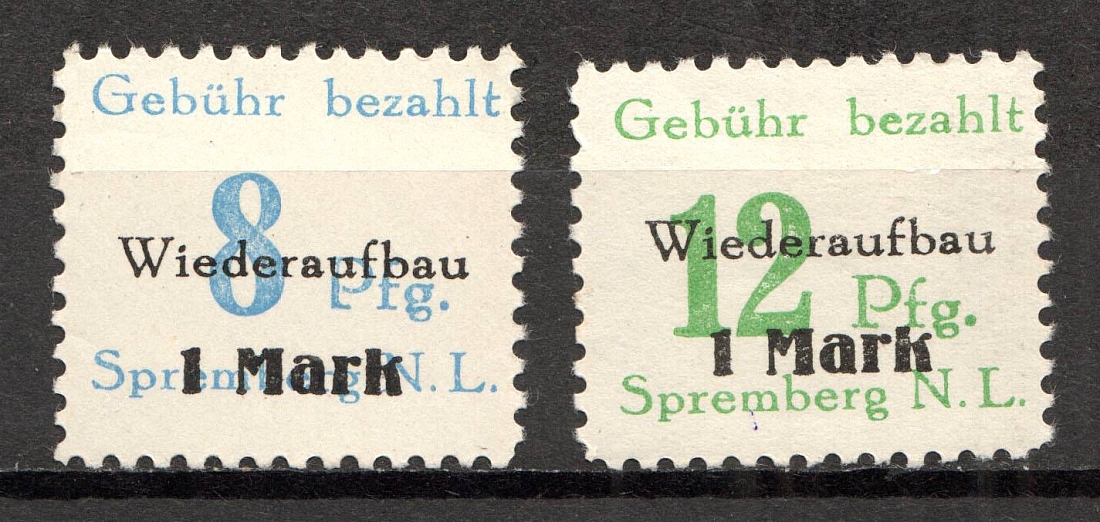 Gebühr bezahlt
8 Pfg.
Wiederaufbau
1 Mark
Spremberg N. L.
Gebühr bezahlt
12 Pfg.
Wiederaufbau
1 Mark
Spremberg N. L.